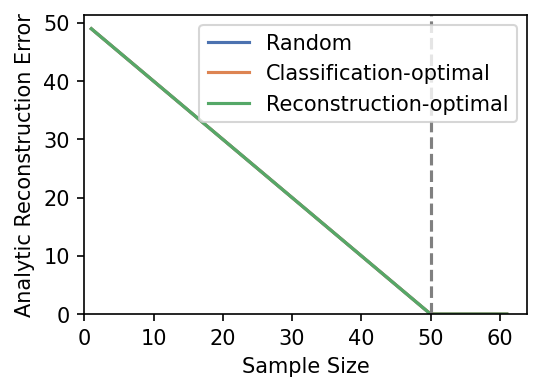 Analytic Reconstruction Error
50
40
30
20
10
0
Random
Classification-optimal
Reconstruction-optimal
0 10 20 30 40 50 60
Sample Size